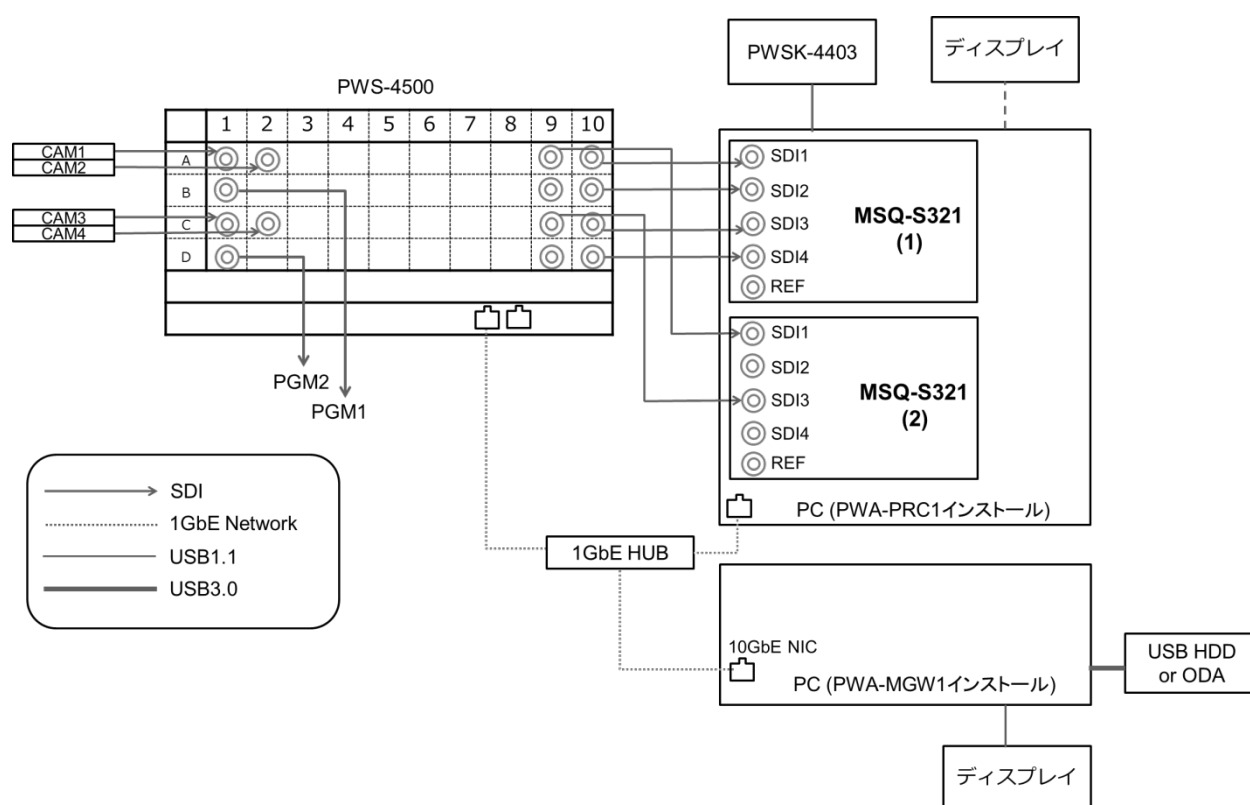 PWSK-4403
ディスプレイ
PWS-4500
1 2 3 4 5 6 7 8 9 10
A
B
C
D
CAM1
CAM2
CAM3
CAM4
PGM2
PGM1
SDI1
SDI2
SDI3
SDI4
REF
MSQ-S321
(1)
SDI1
SDI2
SDI3
SDI4
REF
MSQ-S321
(2)
PC (PWA-PRC1インストール)
SDI
1GbE Network
USB1.1
USB3.0
1GbE HUB
10GbE NIC
PC (PWA-MGW1インストール)
USB HDD
or ODA
ディスプレイ